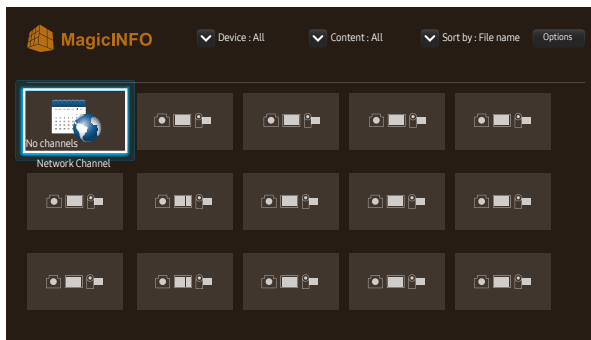 MagicINFO
Device : All
Content : All
Sort by : File name
Options
No channels
Network Channel